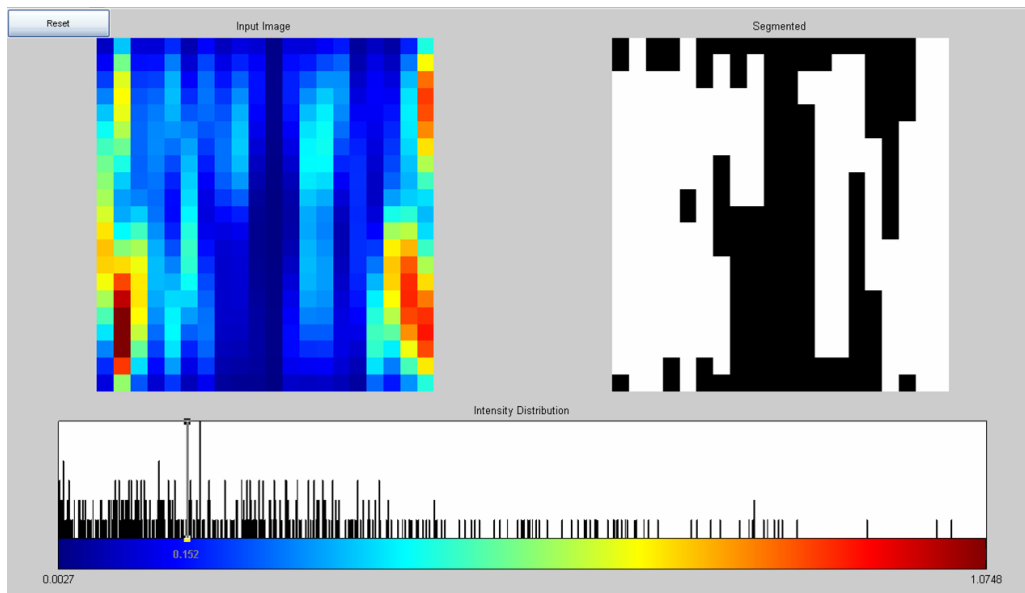 Reset
Input Image
Segmented
Intensity Distribution
0.152
0.0027
1.0748